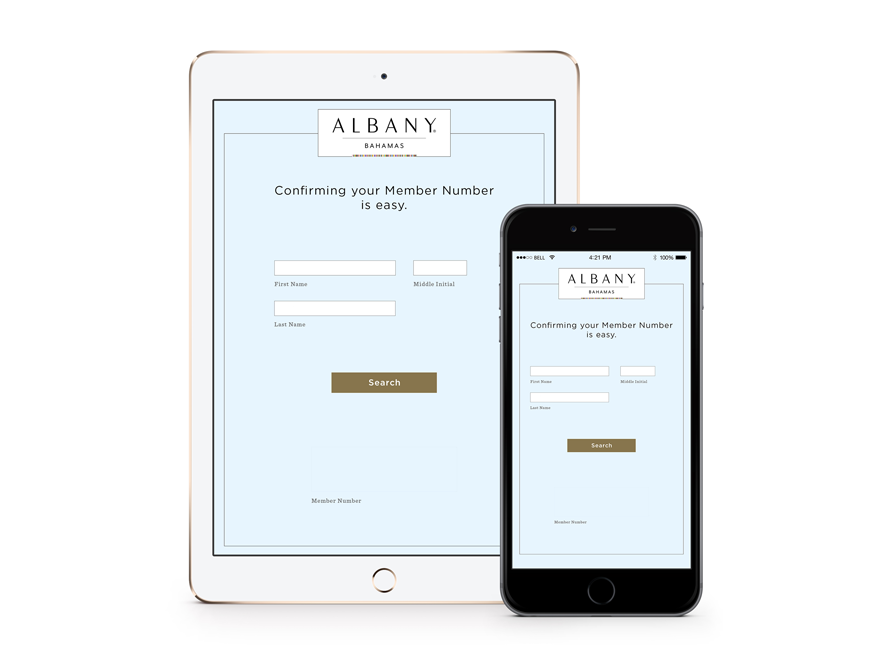 ALBANY®
BAHAMAS
Confirming your Member Number
is easy.
First Name
Middle Initial
Last Name
Search
Member Number
BELL
4:21 PM
100%
ALBANY®
BAHAMAS
Confirming your Member Number
is easy.
First Name
Middle Initial
Last Name
Search
Member Number